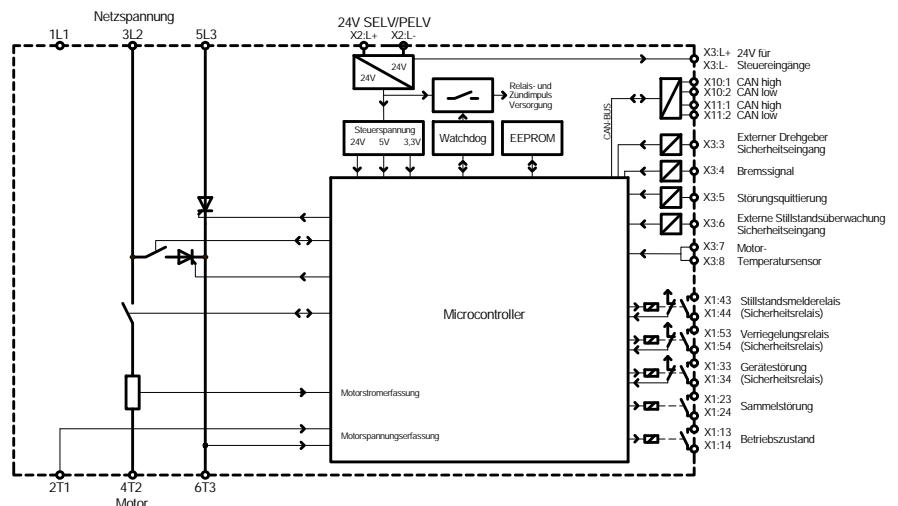 Netzspannung
1L1
3L2
5L3
24V SELV/PELV
X2:L+
X2:L-
24V
24V
Relais- und
Zündimpuls
Versorgung
Steuerspannung
24V
5V
3,3V
Watchdog
EEPROM
CAN-BUS
X3:L+ 24V für
X3:L- Steuereingänge
X10:1 CAN high
X10:2 CAN low
X11:1 CAN high
X11:2 CAN low
X3:3
Externer Drehgeber
Sicherheitseingang
X3:4 Bremssignal
X3:5 Störungsquittierung
X3:6
Externe Stillstandsüberwachung
Sicherheitseingang
X3:7 Motor-
X3:8 Temperatursensor
Microcontroller
X1:43 Stillstandsmelderelais
X1:44 (Sicherheitsrelais)
X1:53 Verriegelungsrelais
X1:54 (Sicherheitsrelais)
X1:33 Gerätestörung
X1:34 (Sicherheitsrelais)
X1:23
X1:24
Sammelstörung
X1:13
X1:14
Betriebszustand
Motorstromerfassung
Motorspannungserfassung
2T1
4T2
6T3
Motor